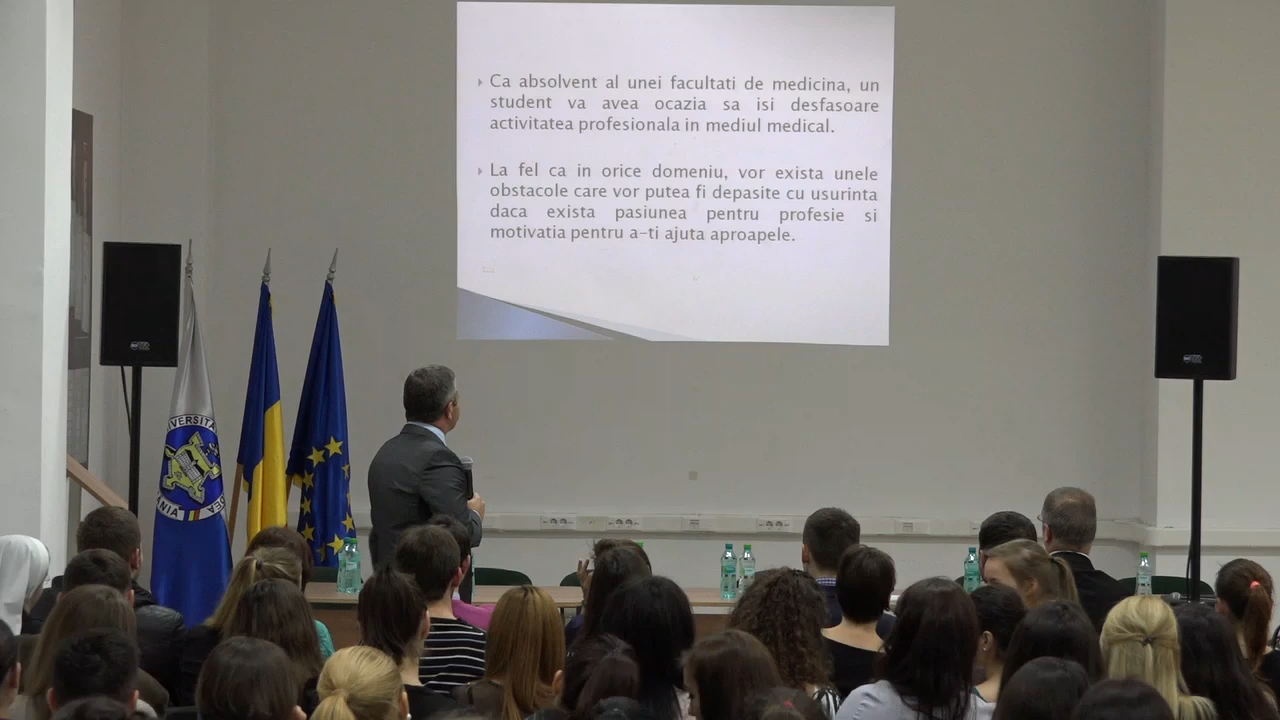 Ca absolvent al unei facultati de medicina, un
student va avea ocazia sa isi desfasoare
activitatea profesionala in mediul medical.
La fel ca in orice domeniu, vor exista unele
obstacole care vor putea fi depasite cu usurinta
daca exista pasiunea pentru profesie si
motivatia pentru a-ti ajuta aproapele.